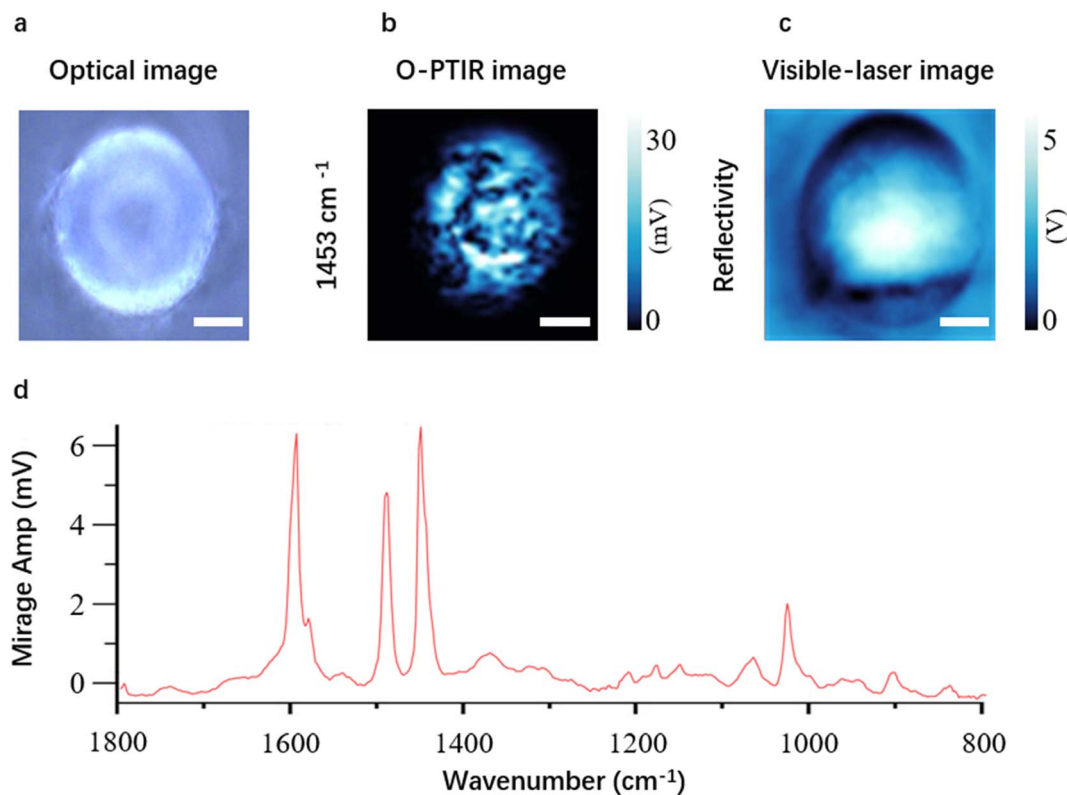 a
b
c
Optical image
O-PTIR image
Visible-laser image
1453 cm⁻¹
30
(mV)
0
Reflectivity
5
(V)
0
d
Mirage Amp (mV)
6
4
2
0
1800 1600 1400 1200 1000 800
Wavenumber (cm⁻¹)